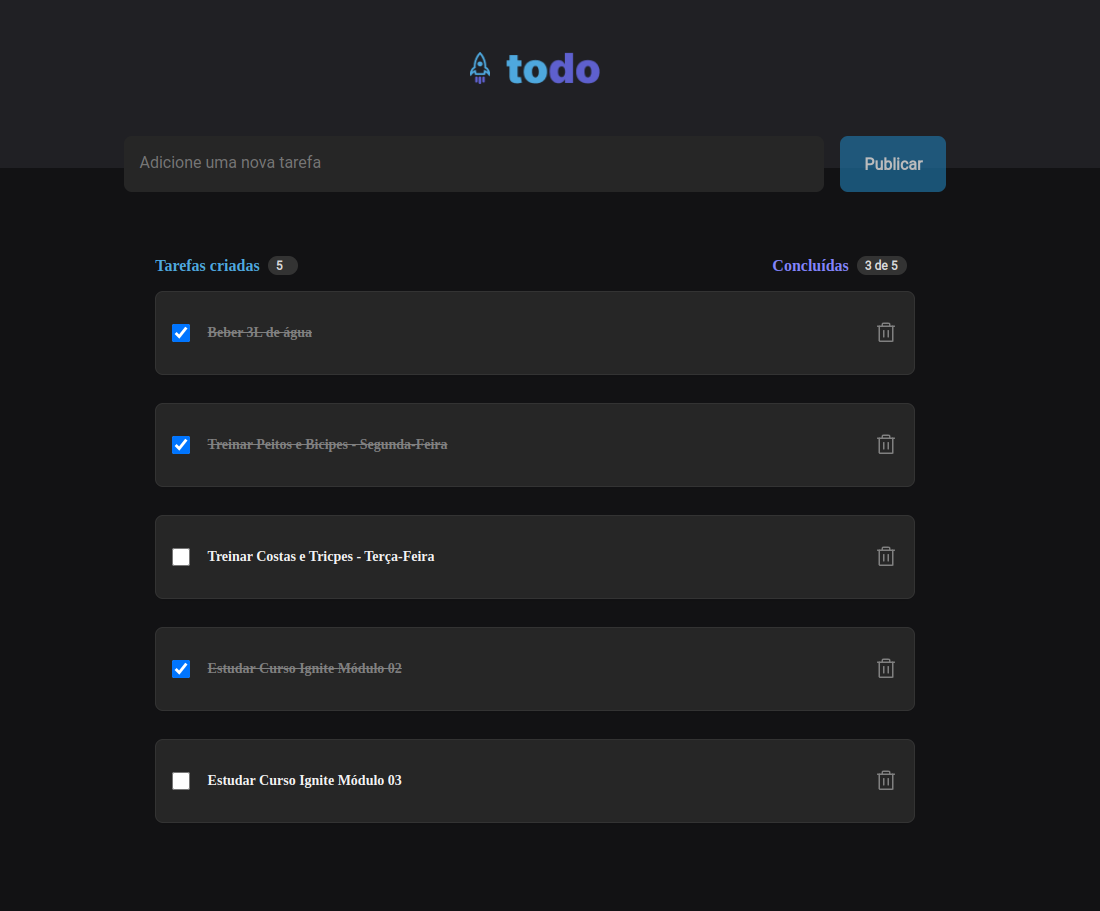 todo
Adicione uma nova tarefa
Publicar
Tarefas criadas 5
Concluídas 3 de 5
Beber 3L de água
Treinar Peitos e Bicipes - Segunda-Feira
Treinar Costas e Tricpes - Terça-Feira
Estudar Curso Ignite Módulo 02
Estudar Curso Ignite Módulo 03